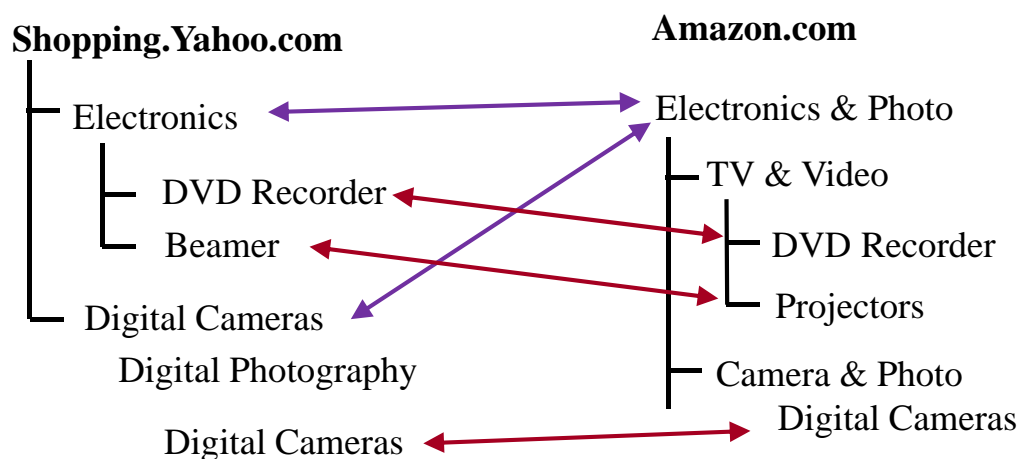 Shopping.Yahoo.com
Electronics
DVD Recorder
Beamer
Digital Cameras
Digital Photography
Digital Cameras
Amazon.com
Electronics & Photo
TV & Video
DVD Recorder
Projectors
Camera & Photo
Digital Cameras